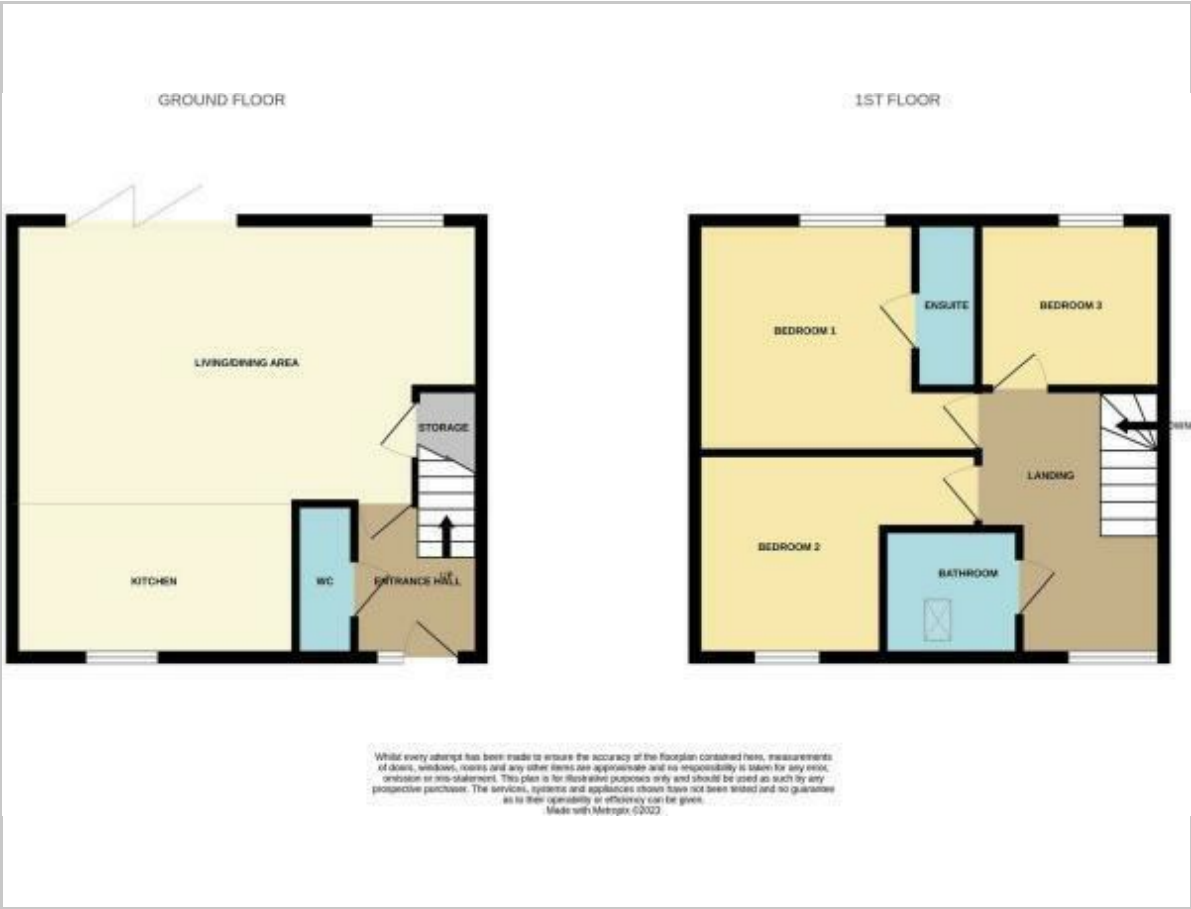 GROUND FLOOR
1ST FLOOR
LIVING/DINING AREA
STORAGE
KITCHEN
WC
ENTRANCE HALL
UP
BEDROOM 1
ENSUITE
BEDROOM 3
DOWN
LANDING
BEDROOM 2
BATHROOM
Whilst every attempt has been made to ensure the accuracy of the floorplan contained here, measurements
of doors, windows, rooms and any other items are approximate and no responsibility is taken for any error,
omission or mis-statement. This plan is for illustrative purposes only and should be used as such by any
prospective purchaser. The services, systems and appliances shown have not been tested and no guarantee
as to their operability or efficiency can be given.
Made with Metropix ©2023